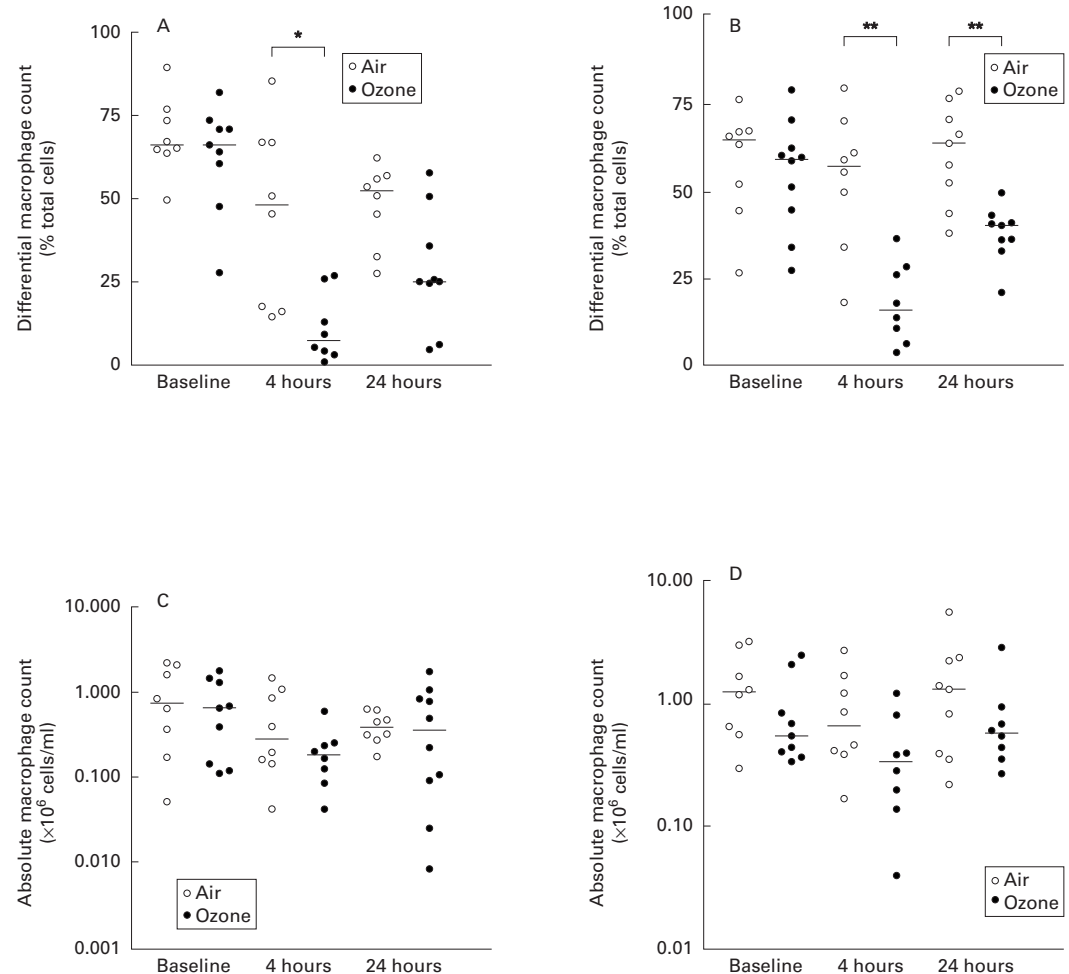 A
*
100
75
50
25
0
Differential macrophage count
(% total cells)
Air
Ozone
Baseline
4 hours
24 hours
B
**
**
100
75
50
25
0
Differential macrophage count
(% total cells)
Air
Ozone
Baseline
4 hours
24 hours
C
10.000
1.000
0.100
0.010
0.001
Absolute macrophage count
(×10⁶ cells/ml)
Air
Ozone
Baseline
4 hours
24 hours
D
10.00
1.00
0.10
0.01
Absolute macrophage count
(×10⁶ cells/ml)
Air
Ozone
Baseline
4 hours
24 hours